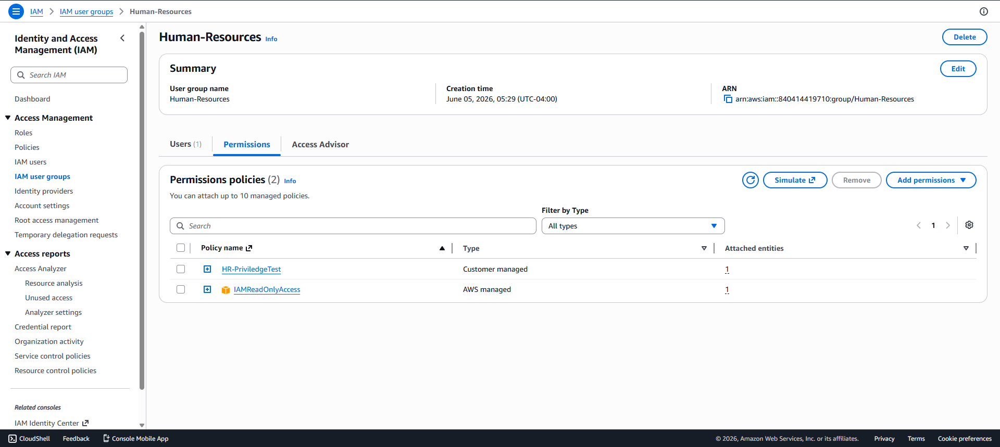 IAM > IAM user groups > Human-Resources
Identity and Access Management (IAM)
Search IAM
Dashboard
Access Management
Roles
Policies
IAM users
IAM user groups
Identity providers
Account settings
Root access management
Temporary delegation requests
Access reports
Access Analyzer
Resource analysis
Unused access
Analyzer settings
Credential report
Organization activity
Service control policies
Resource control policies
Related consoles
IAM Identity Center
Human-Resources Info
Delete
Summary
Edit
User group name
Human-Resources
Creation time
June 05, 2026, 05:29 (UTC-04:00)
ARN
arn:aws:iam::840414419710:group/Human-Resources
Users (1) Permissions Access Advisor
Permissions policies (2) Info
Simulate Remove Add permissions
You can attach up to 10 managed policies.
Filter by Type
Search
All types
1
Policy name Type Attached entities
HR-PriviledgeTest Customer managed 1
IAMReadOnlyAccess AWS managed 1
CloudShell Feedback Console Mobile App © 2026, Amazon Web Services, Inc. or its affiliates. Privacy Terms Cookie preferences